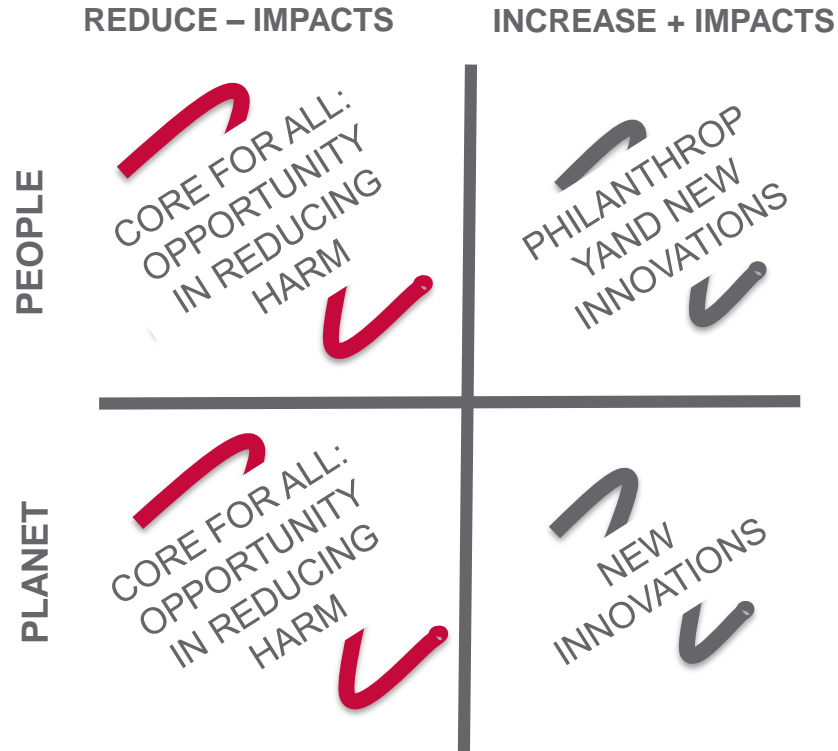 REDUCE – IMPACTS
INCREASE + IMPACTS
PEOPLE
CORE FOR ALL:
OPPORTUNITY
IN REDUCING
HARM
PHILANTHROP
YAND NEW
INNOVATIONS
PLANET
CORE FOR ALL:
OPPORTUNITY
IN REDUCING
HARM
NEW
INNOVATIONS